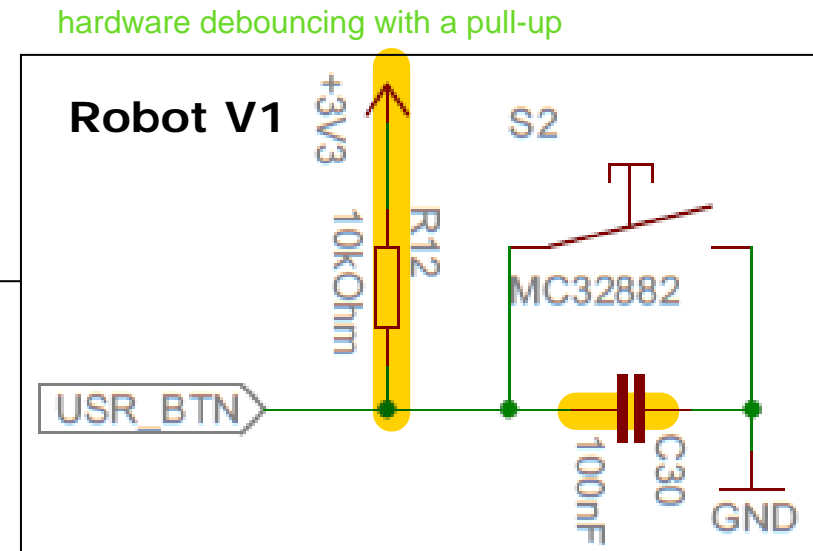 hardware debouncing with a pull-up
Robot V1
+3V3
S2
R12
10kOhm
MC32882
USR_BTN
C30
100nF
GND